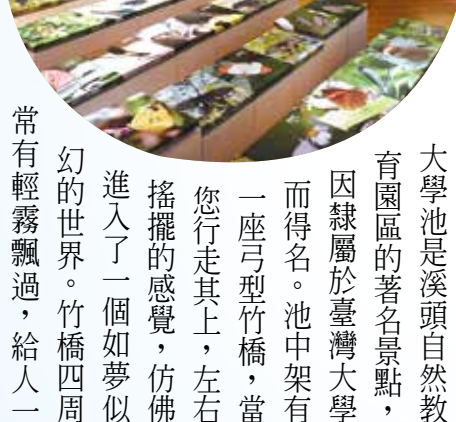 大學池是溪頭自然教
育園區的著名景點，
因隸屬於臺灣大學
而得名。池中架有
一座弓型竹橋，當
您行走其上，左右
搖擺的感覺，仿佛
進入了一個如夢似
幻的世界。竹橋四周
常有輕霧飄過，給人一